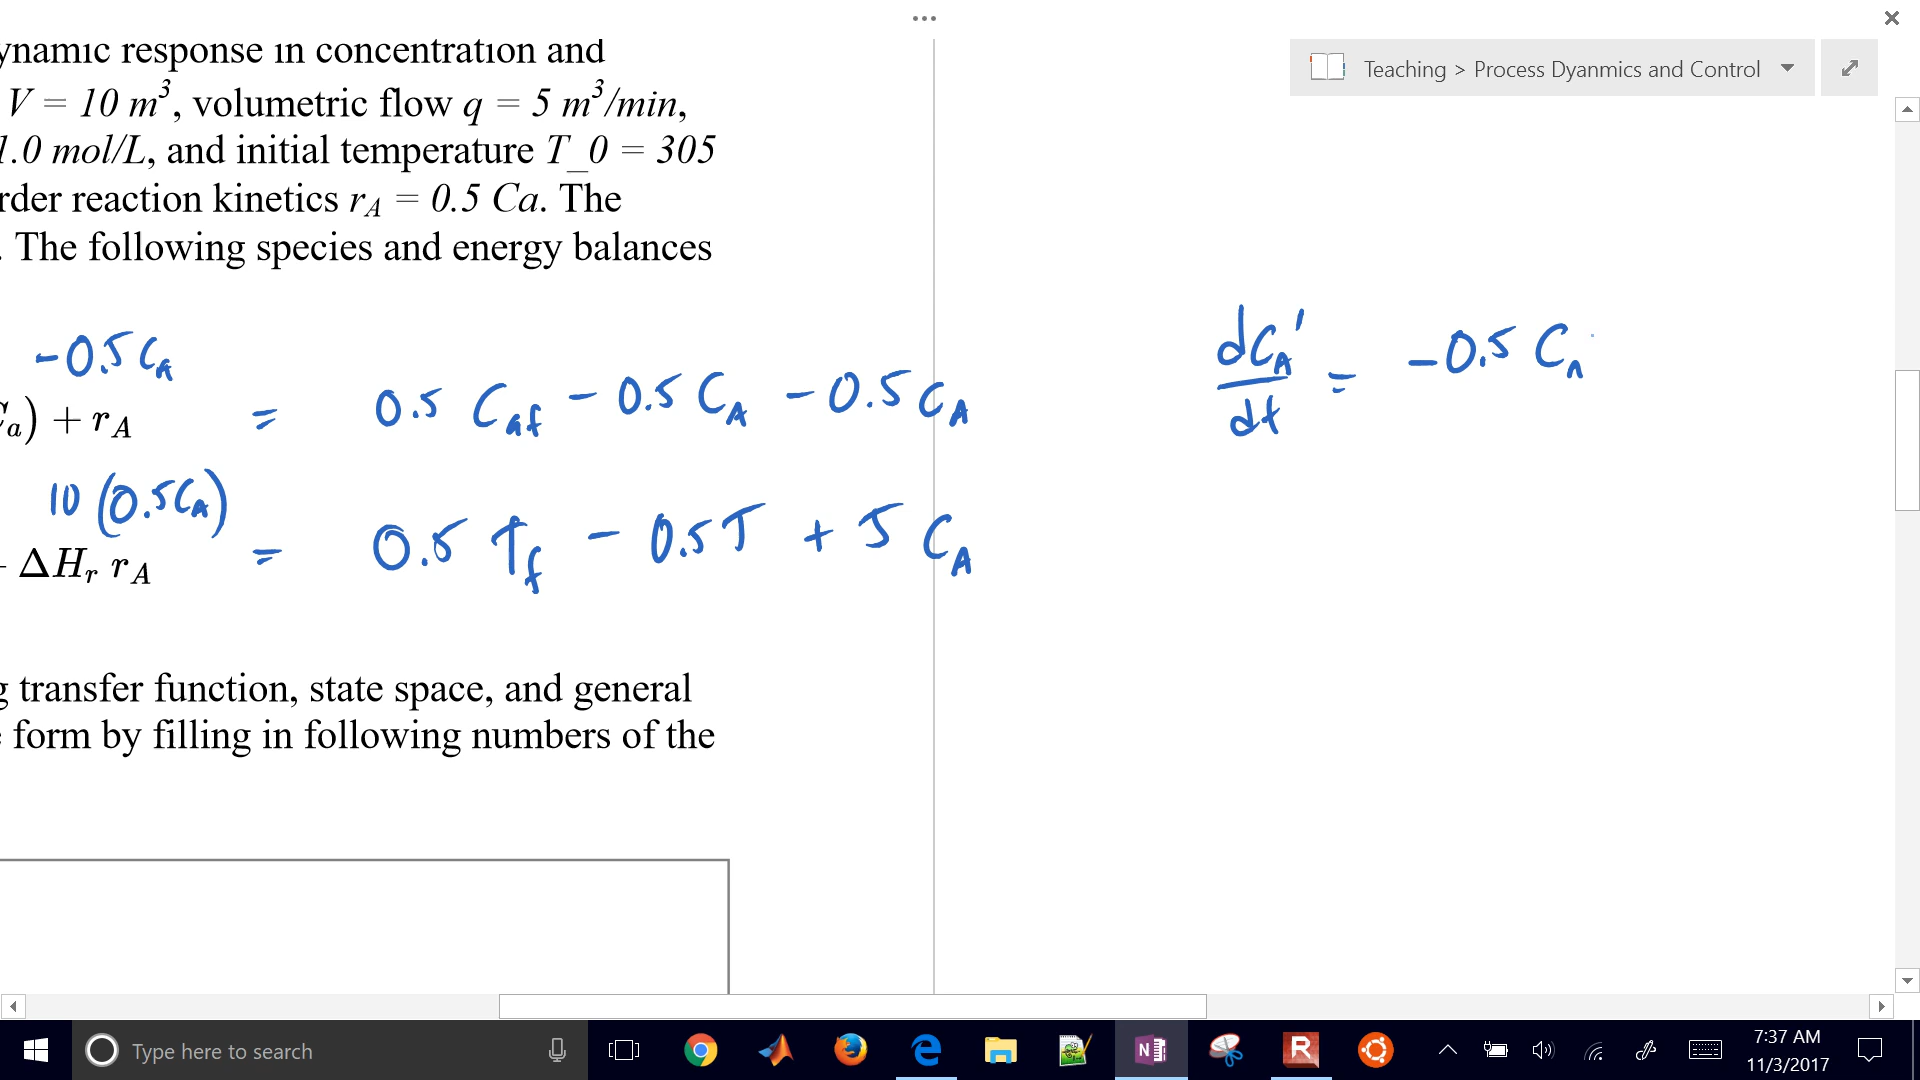 ynamic response in concentration and
V = 10 m³, volumetric flow q = 5 m³/min,
1.0 mol/L, and initial temperature T_0 = 305
rder reaction kinetics r_A = 0.5 Ca. The
. The following species and energy balances
-0.5 C_A
C_a) + r_A = 0.5 C_af - 0.5 C_A - 0.5 C_A
10 (0.5 C_A)
- ΔH_r r_A = 0.5 T_f - 0.5T + 5 C_A
dC_A'/dt = -0.5 C_A
g transfer function, state space, and general
e form by filling in following numbers of the
Teaching > Process Dyanmics and Control
Type here to search
7:37 AM
11/3/2017